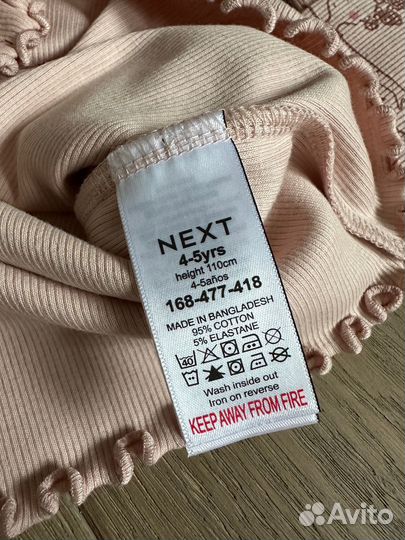 NEXT
4-5yrs
height 110cm
4-5años
168-477-418
MADE IN BANGLADESH
95% COTTON
5% ELASTANE
40
Wash inside out
Iron on reverse
KEEP AWAY FROM FIRE
Avito